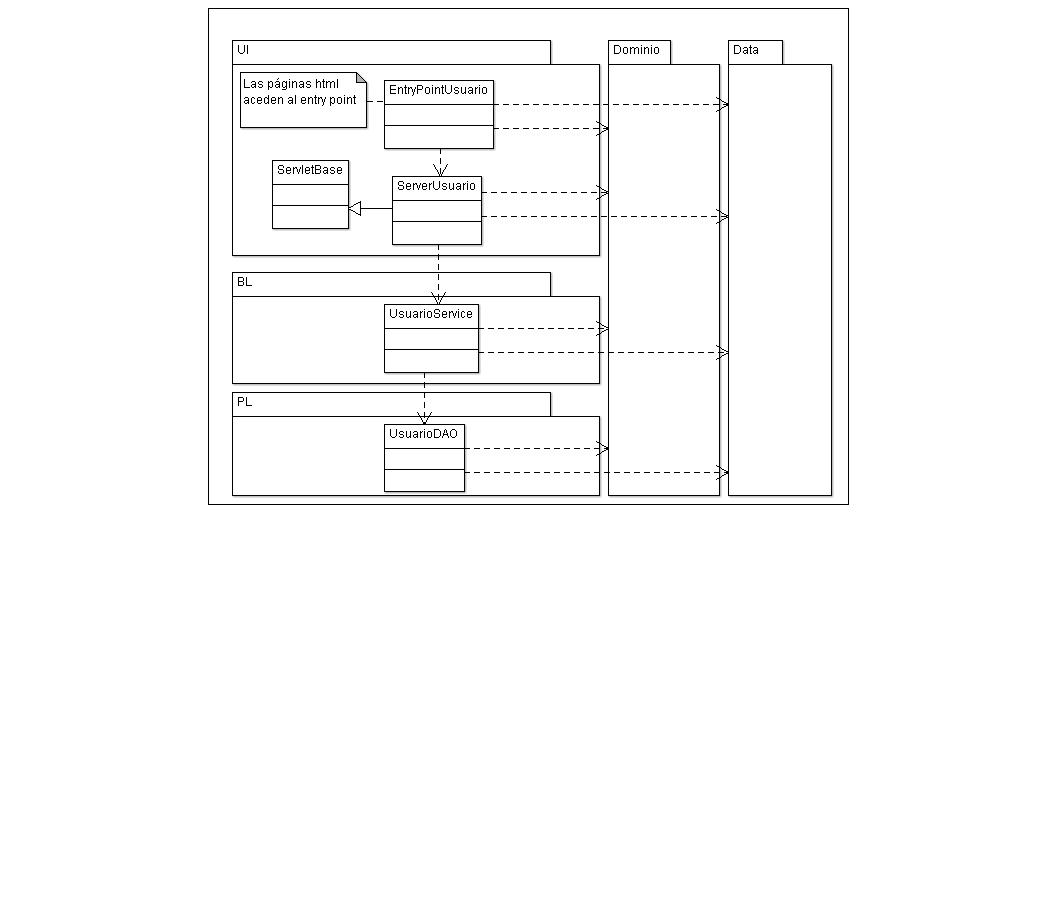 UI
Dominio
Data
Las páginas html
aceden al entry point
EntryPointUsuario
ServletBase
ServerUsuario
BL
UsuarioService
PL
UsuarioDAO